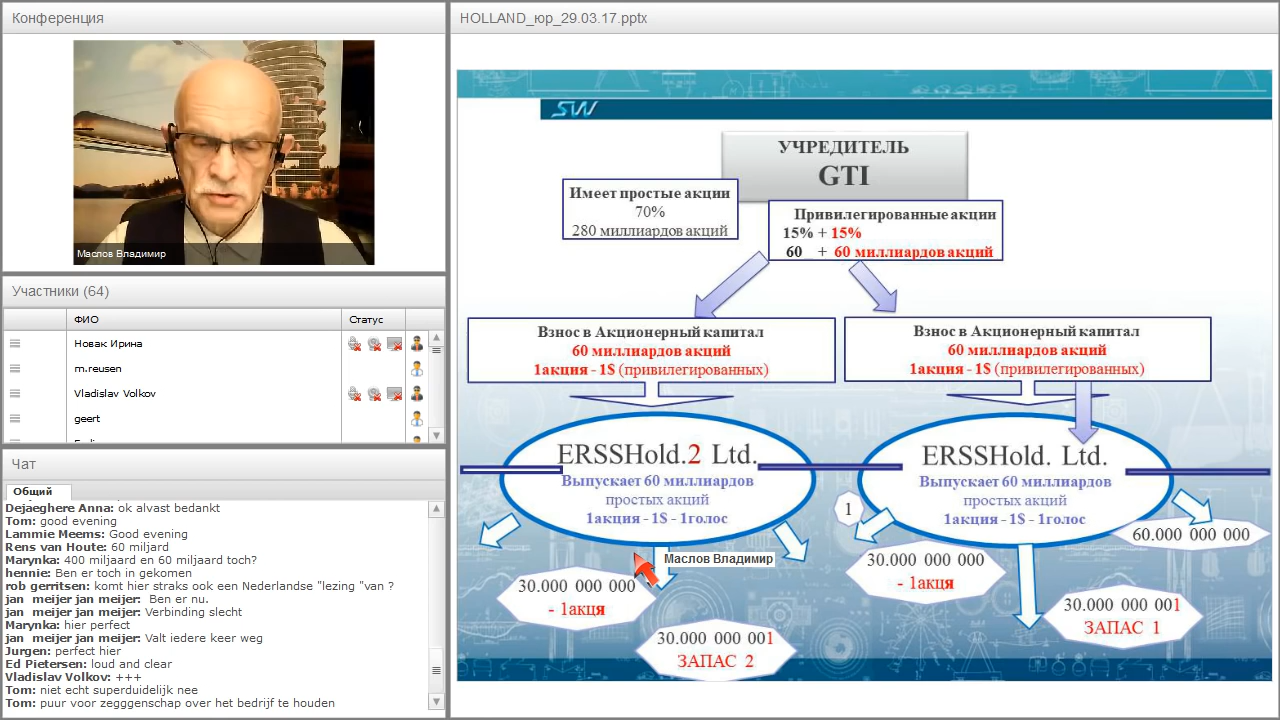 Конференция
Маслов Владимир
Участники (64)
ФИО
Статус
Новак Ирина
m.reusen
Vladislav Volkov
geert
Чат
Общий
Dejaeghere Anne: ok alvast bedankt
Tom: good evening
Lammie Meems: Good evening
Rens van Houte: 60 miljard
Marynka: 400 miljaard en 60 miljaard toch?
hennie: Ben er toch in gekomen
rob gerritsen: komt hier straks ook een Nederlandse "lezing "van ?
jan meijer jan meijer: Ben er nu.
jan meijer jan meijer: Verbinding slecht
Marynka: hier perfect
jan meijer jan meijer: Valt iedere keer weg
Jurgen: perfect hier
Ed Pietersen: loud and clear
Vladislav Volkov: +++
Tom: niet echt superduidelijk nee
Tom: puur voor zegggenschap over het bedrijf te houden
HOLLAND_юр_29.03.17.pptx
SW
УЧРЕДИТЕЛЬ
GTI
Имеет простые акции
70%
280 миллиардов акций
Привилегированные акции
15% + 15%
60 + 60 миллиардов акций
Взнос в Акционерный капитал
60 миллиардов акций
1акция - 1$ (привилегированных)
Взнос в Акционерный капитал
60 миллиардов акций
1акция - 1$ (привилегированных)
ERSSHold.2 Ltd.
Выпускает 60 миллиардов
простых акций
1акция - 1$ - 1голос
ERSSHold. Ltd.
Выпускает 60 миллиардов
простых акций
1акция - 1$ - 1голос
1
60.000 000 000
Маслов Владимир
30.000 000 000
- 1акця
30.000 000 001
ЗАПАС 2
30.000 000 000
- 1акця
30.000 000 001
ЗАПАС 1